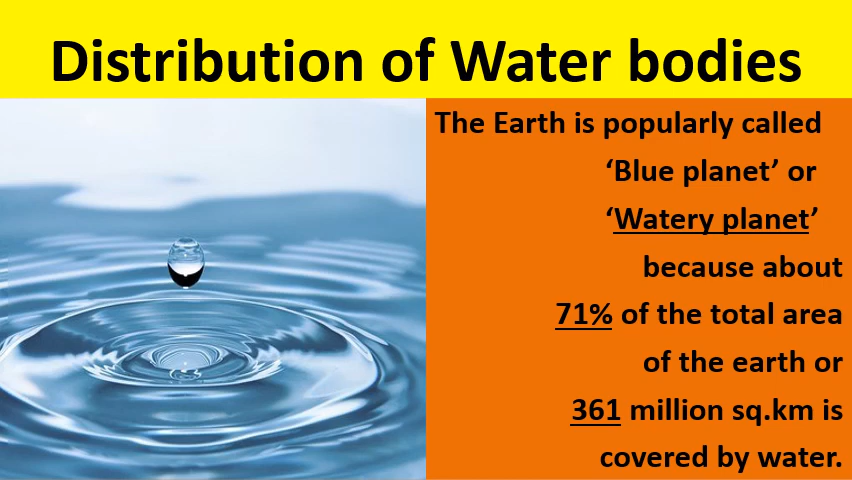 Distribution of Water bodies
The Earth is popularly called
‘Blue planet’ or
‘Watery planet’
because about
71% of the total area
of the earth or
361 million sq.km is
covered by water.